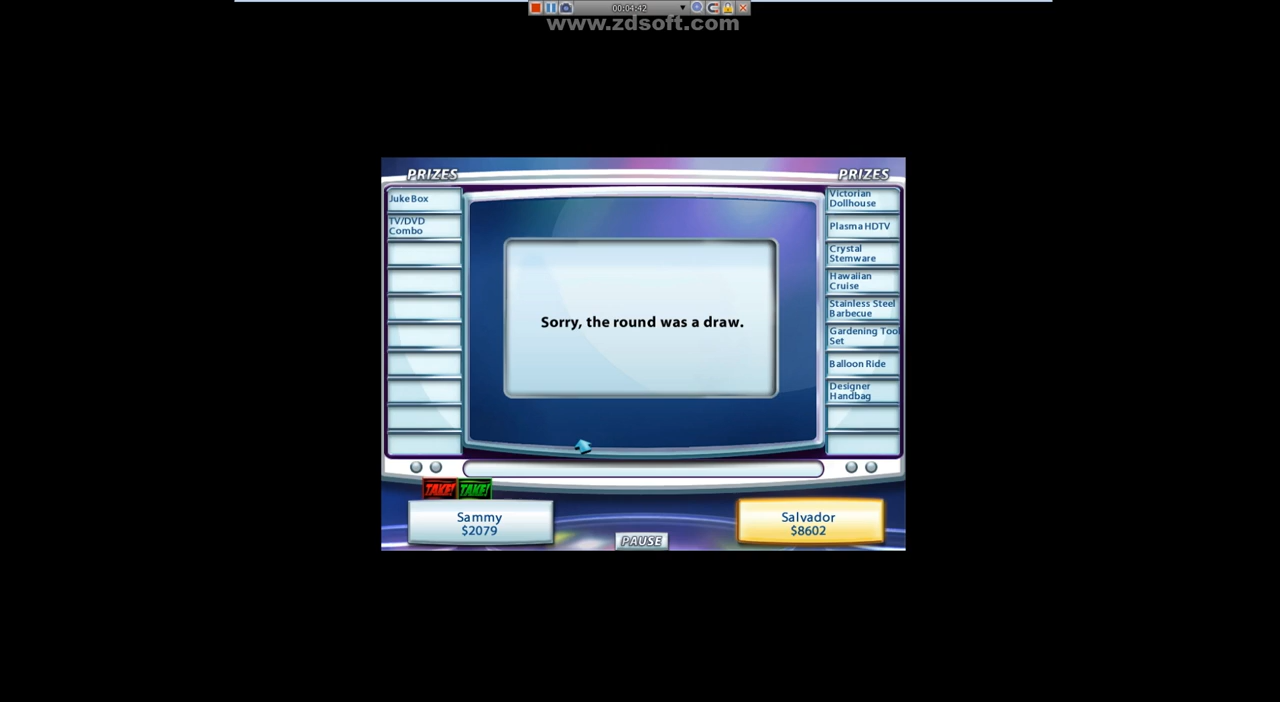 00:04:42
www.zdsoft.com
PRIZES
PRIZES
JukeBox
TV/DVD
Combo
Victorian
Dollhouse
Plasma HDTV
Crystal
Stemware
Hawaiian
Cruise
Stainless Steel
Barbecue
Gardening Tool
Set
Balloon Ride
Designer
Handbag
Sorry, the round was a draw.
TAKE! TAKE!
Sammy
$2079
Salvador
$8602
PAUSE